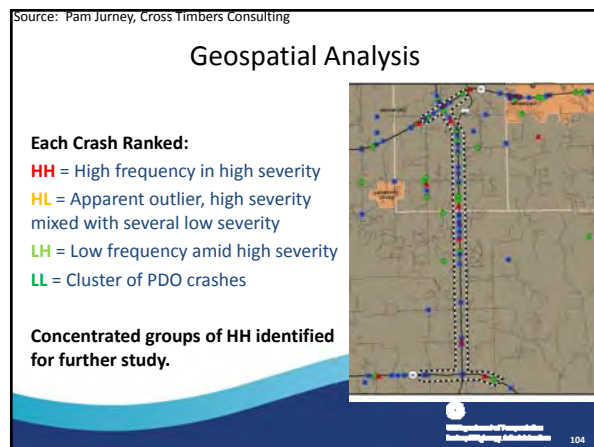 Source: Pam Jurney, Cross Timbers Consulting
Geospatial Analysis
Each Crash Ranked:
HH = High frequency in high severity
HL = Apparent outlier, high severity
mixed with several low severity
LH = Low frequency amid high severity
LL = Cluster of PDO crashes
Concentrated groups of HH identified
for further study.
104